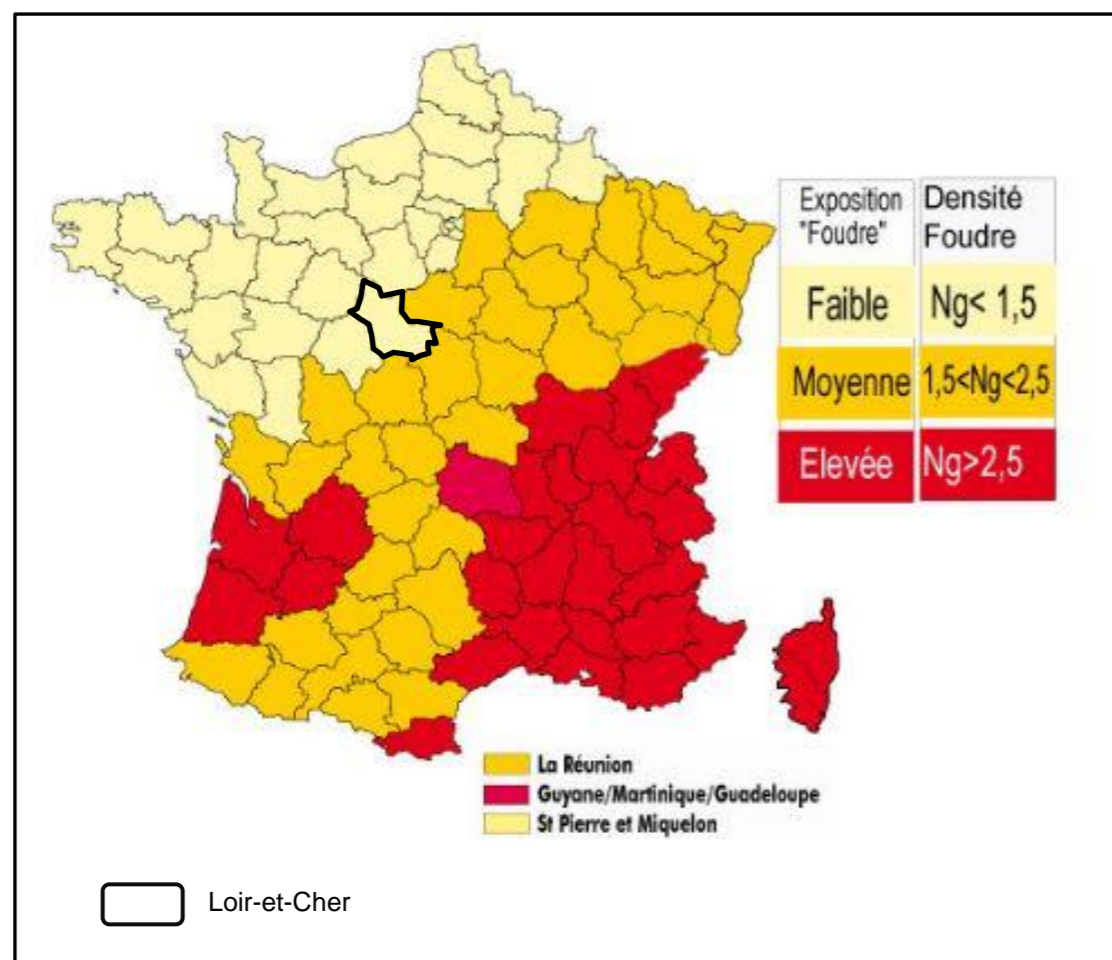 Exposition
"Foudre"
Densité
Foudre
Faible
Ng< 1,5
Moyenne
1,5<Ng<2,5
Elevée
Ng>2,5
La Réunion
Guyane/Martinique/Guadeloupe
St Pierre et Miquelon
Loir-et-Cher